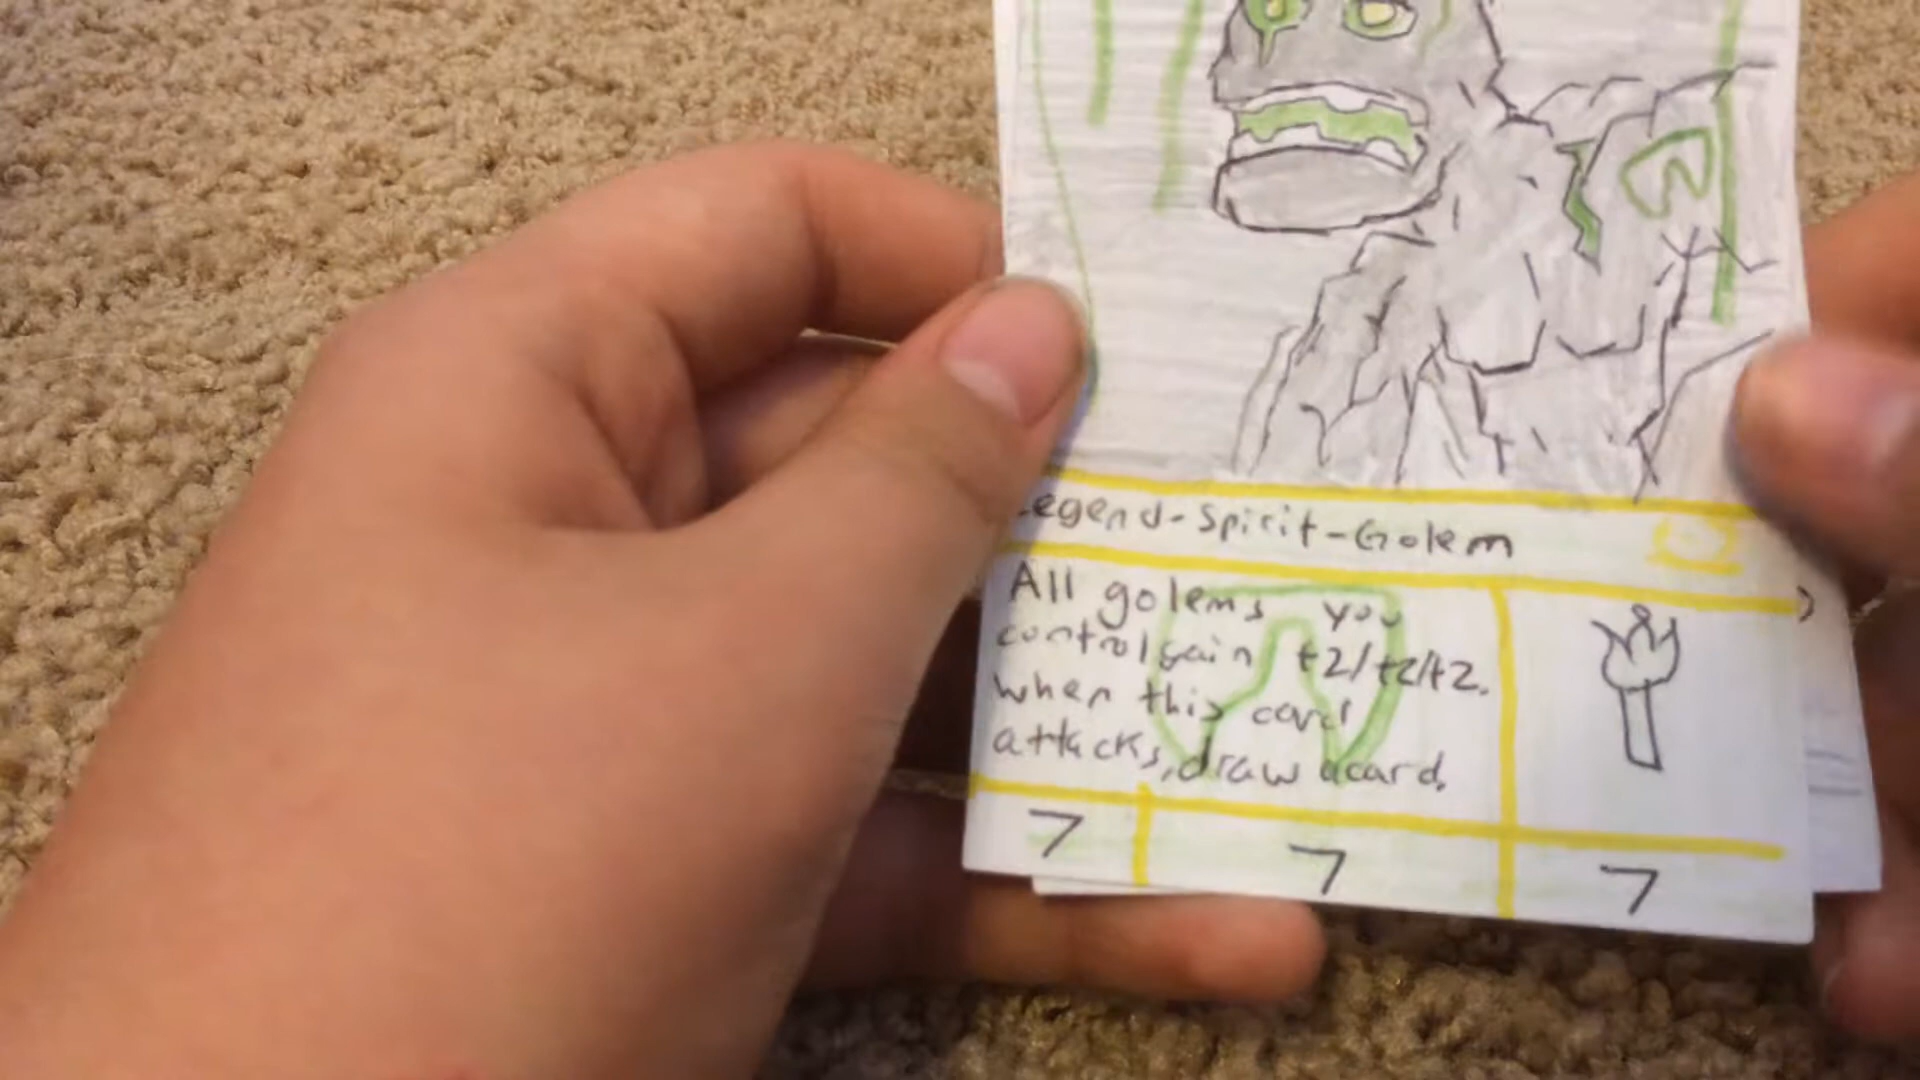 Legend-Spirit-Golem
All golems you
control gain +2/+2/+2.
when this card
attacks, draw a card.
7 7 7